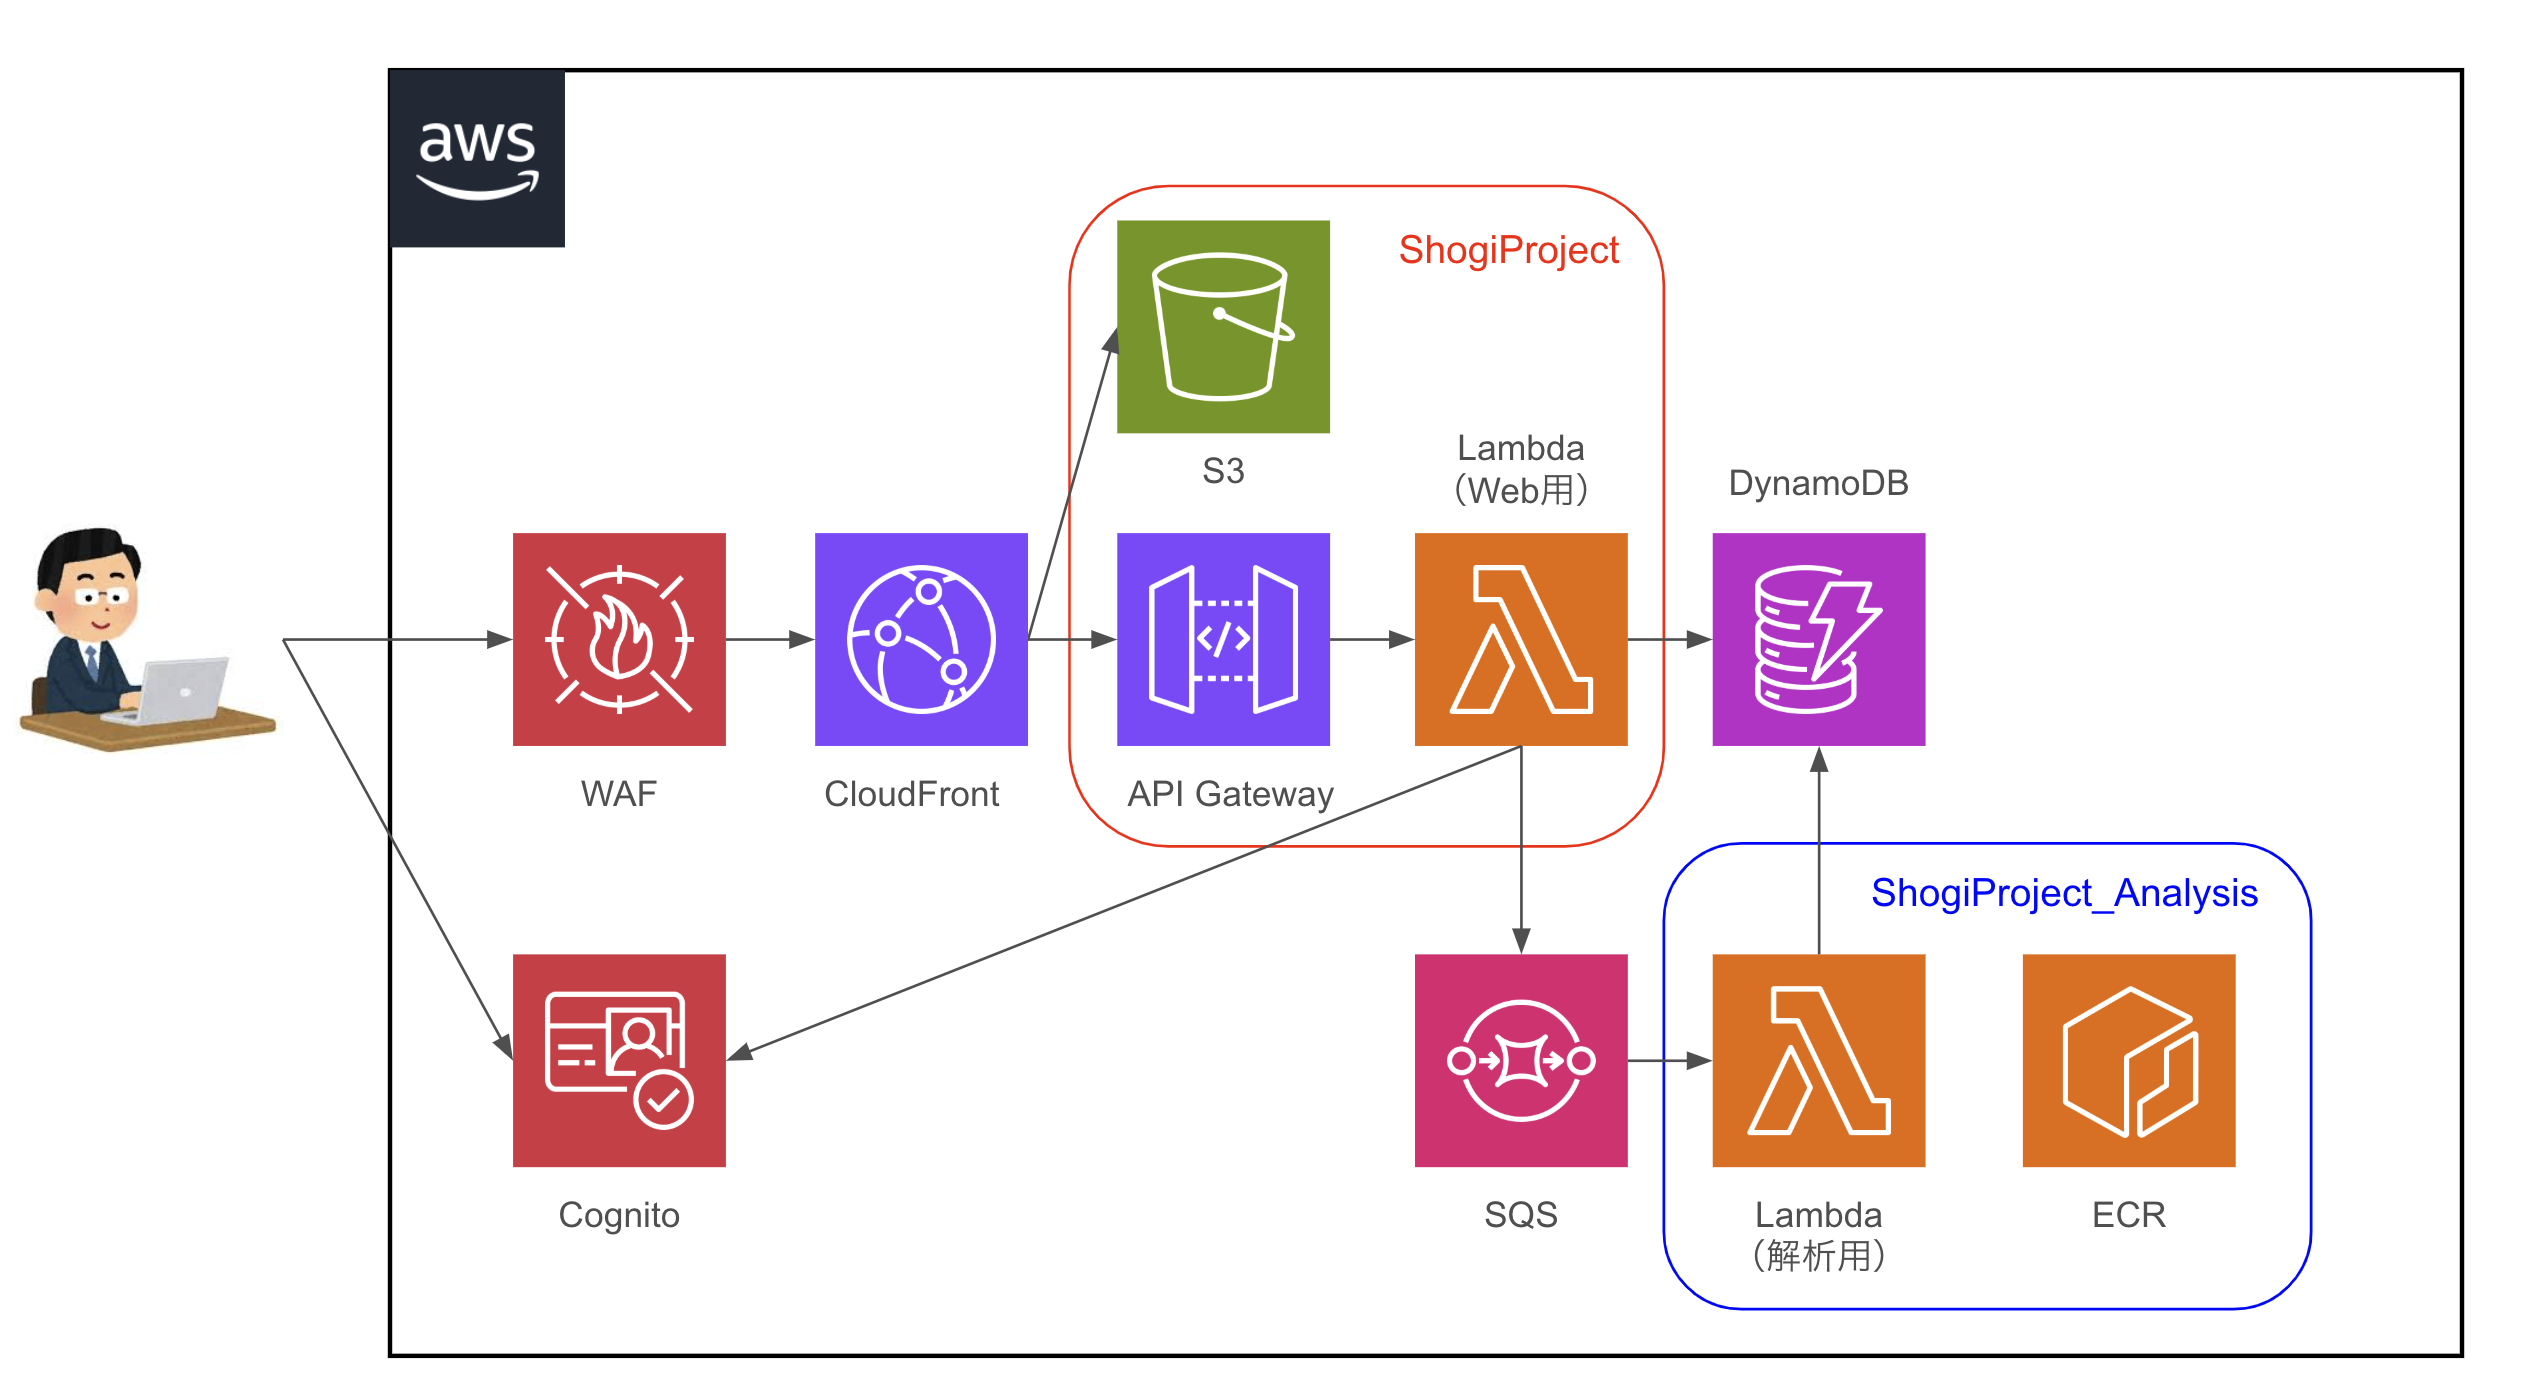 aws
ShogiProject
S3
Lambda
（Web用）
DynamoDB
WAF
CloudFront
API Gateway
ShogiProject_Analysis
Cognito
SQS
Lambda
（解析用）
ECR